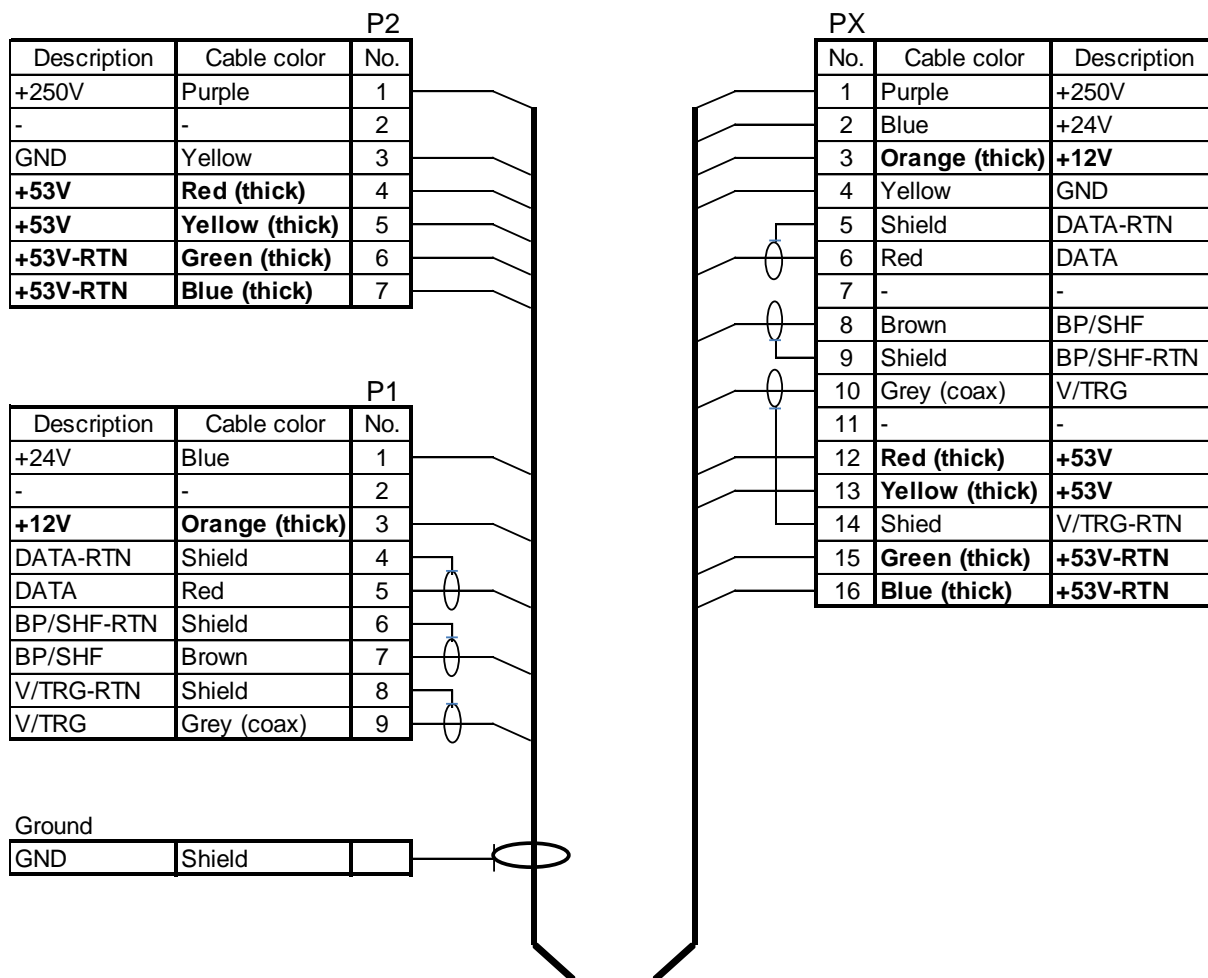 P2
Description Cable color No.
+250V Purple 1
- - 2
GND Yellow 3
+53V Red (thick) 4
+53V Yellow (thick) 5
+53V-RTN Green (thick) 6
+53V-RTN Blue (thick) 7
P1
Description Cable color No.
+24V Blue 1
- - 2
+12V Orange (thick) 3
DATA-RTN Shield 4
DATA Red 5
BP/SHF-RTN Shield 6
BP/SHF Brown 7
V/TRG-RTN Shield 8
V/TRG Grey (coax) 9
Ground
GND Shield
PX
No. Cable color Description
1 Purple +250V
2 Blue +24V
3 Orange (thick) +12V
4 Yellow GND
5 Shield DATA-RTN
6 Red DATA
7 - -
8 Brown BP/SHF
9 Shield BP/SHF-RTN
10 Grey (coax) V/TRG
11 - -
12 Red (thick) +53V
13 Yellow (thick) +53V
14 Shied V/TRG-RTN
15 Green (thick) +53V-RTN
16 Blue (thick) +53V-RTN